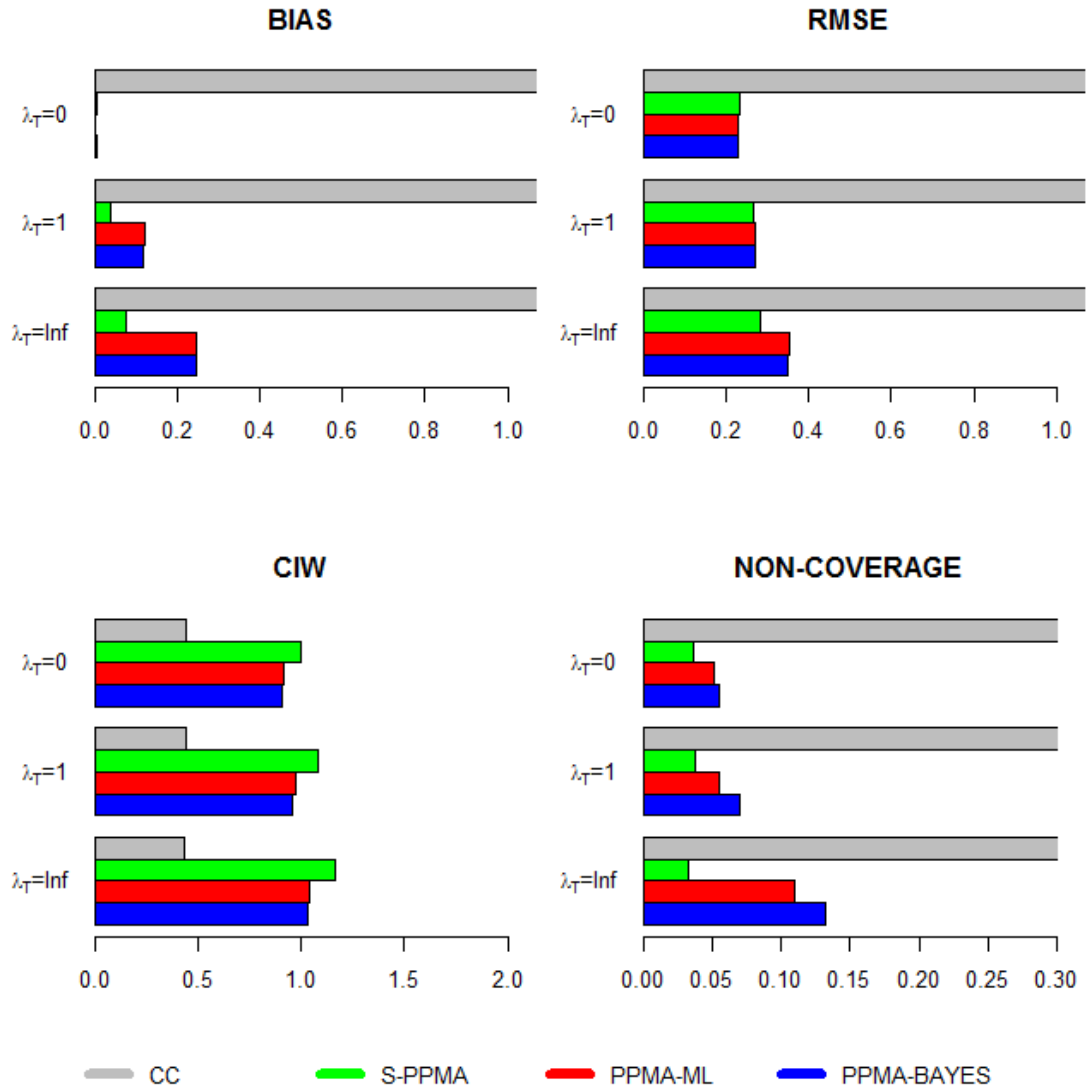 BIAS
λT=0
λT=1
λT=Inf
0.0 0.2 0.4 0.6 0.8 1.0
RMSE
λT=0
λT=1
λT=Inf
0.0 0.2 0.4 0.6 0.8 1.0
CIW
λT=0
λT=1
λT=Inf
0.0 0.5 1.0 1.5 2.0
NON-COVERAGE
λT=0
λT=1
λT=Inf
0.00 0.05 0.10 0.15 0.20 0.25 0.30
CC S-PPMA PPMA-ML PPMA-BAYES